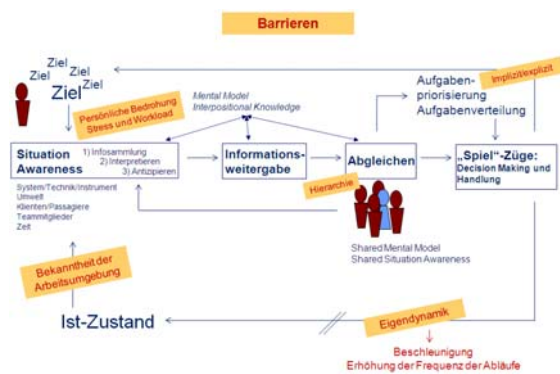 Barrieren
Ziel
Ziel Ziel
Ziel
Ziel Ziel
Persönliche Bedrohung
Stress und Workload
Mental Model
Interpositional Knowledge
Aufgaben-
priorisierung
Aufgabenverteilung
Implizit/explizit
Situation
Awareness
1) Infosammlung
2) Interpretieren
3) Antizipieren
Informations-
weitergabe
Abgleichen
Hierarchie
„Spiel“-Züge:
Decision Making und
Handlung
System/Technik/Instrument
Umwelt
Klienten/Passagiere
Teammitglieder
Zeit
Shared Mental Model
Shared Situation Awareness
Bekanntheit der
Arbeitsumgebung
Ist-Zustand
Eigendynamik
Beschleunigung
Erhöhung der Frequenz der Abläufe